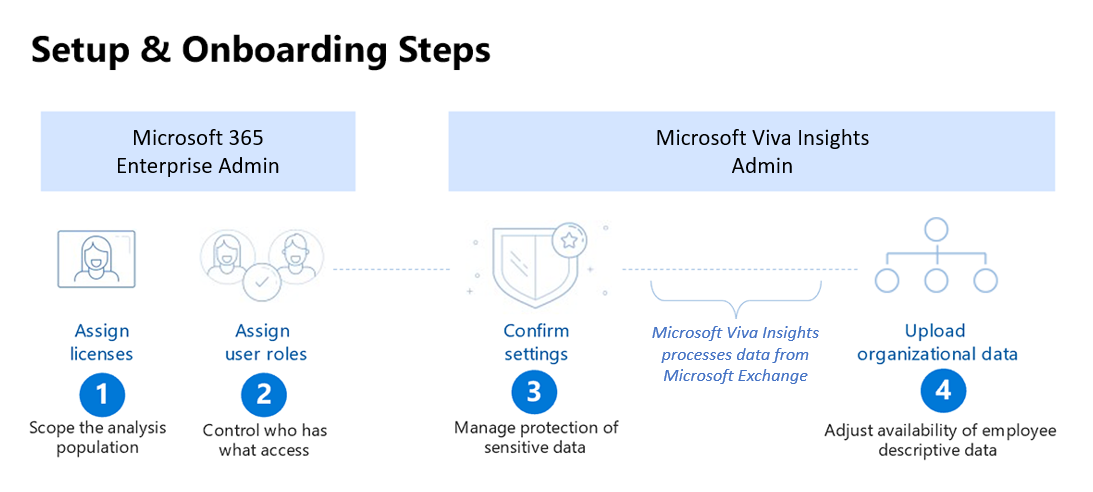 Setup & Onboarding Steps
Microsoft 365
Enterprise Admin
Microsoft Viva Insights
Admin
Assign
licenses
1
Scope the analysis
population
Assign
user roles
2
Control who has
what access
Confirm
settings
3
Manage protection of
sensitive data
Microsoft Viva Insights
processes data from
Microsoft Exchange
Upload
organizational data
4
Adjust availability of employee
descriptive data